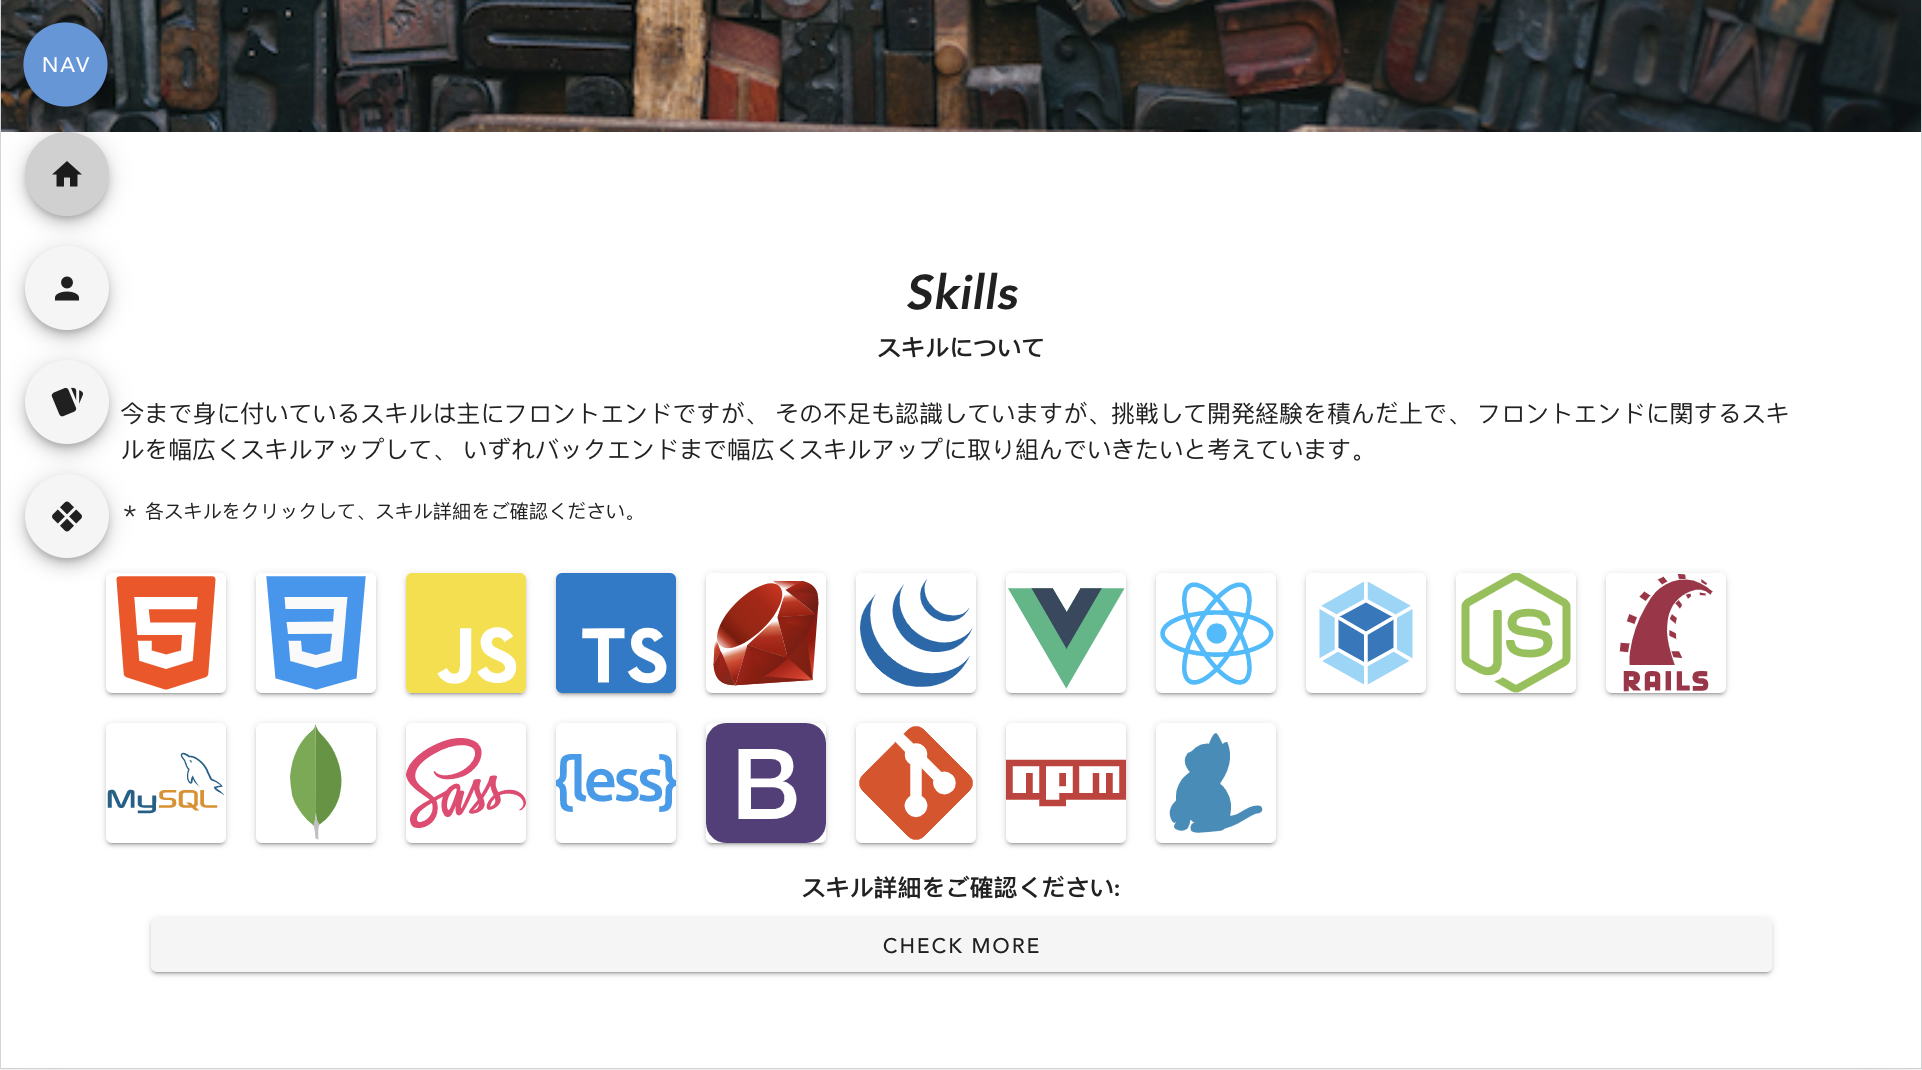 NAV
Skills
スキルについて
今まで身に付いているスキルは主にフロントエンドですが、 その不足も認識していますが、挑戦して開発経験を積んだ上で、 フロントエンドに関するスキ
ルを幅広くスキルアップして、 いずれバックエンドまで幅広くスキルアップに取り組んでいきたいと考えています。
* 各スキルをクリックして、スキル詳細をご確認ください。
5 3 JS TS JS RAILS
MySQL Sass {less} B npm
スキル詳細をご確認ください:
CHECK MORE